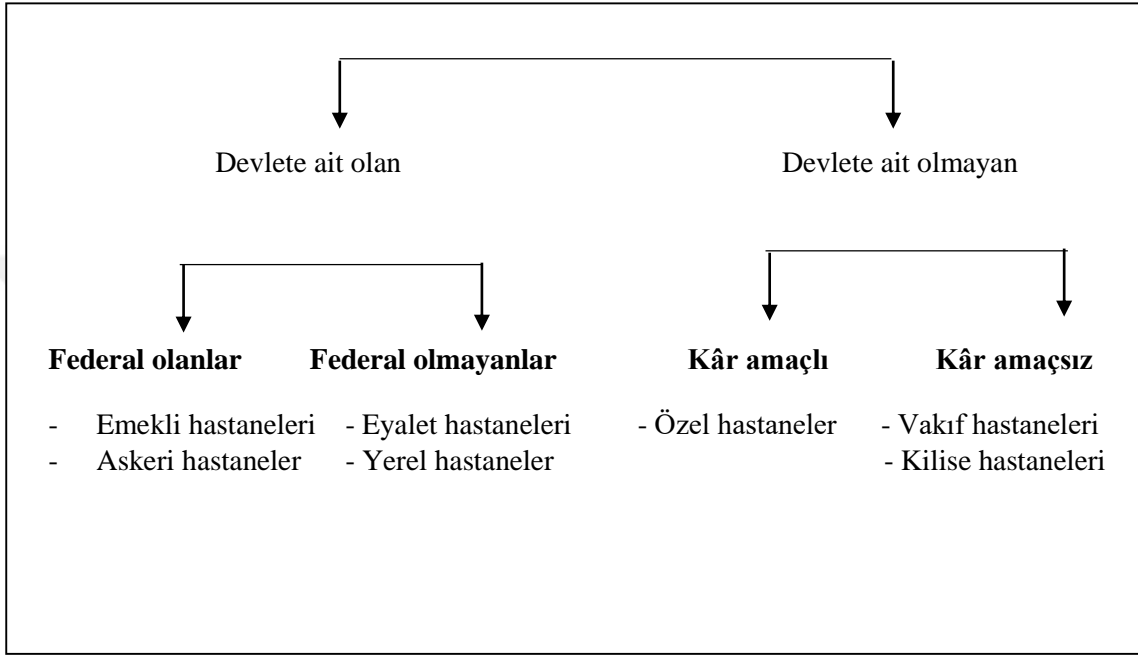 Devlete ait olan Devlete ait olmayan
Federal olanlar Federal olmayanlar Kâr amaçlı Kâr amaçsız
- Emekli hastaneleri - Eyalet hastaneleri - Özel hastaneler - Vakıf hastaneleri
- Askeri hastaneler - Yerel hastaneler - Kilise hastaneleri